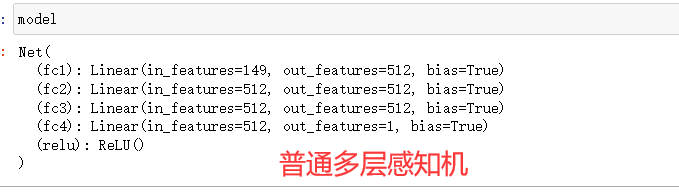 : model
: Net(
(fc1): Linear(in_features=149, out_features=512, bias=True)
(fc2): Linear(in_features=512, out_features=512, bias=True)
(fc3): Linear(in_features=512, out_features=512, bias=True)
(fc4): Linear(in_features=512, out_features=1, bias=True)
(relu): ReLU()
)
普通多层感知机